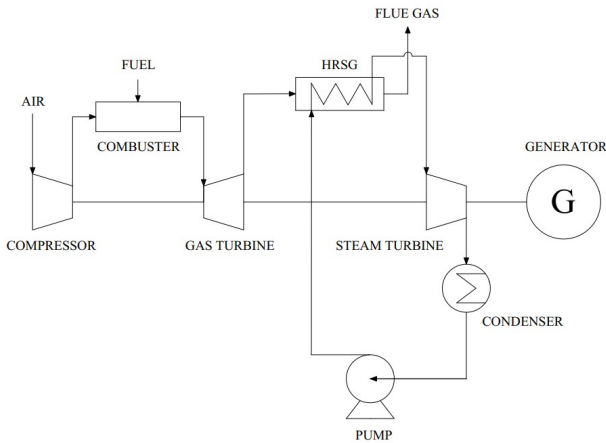 FLUE GAS
HRSG
FUEL
AIR
COMBUSTER
GENERATOR
G
COMPRESSOR
GAS TURBINE
STEAM TURBINE
CONDENSER
PUMP